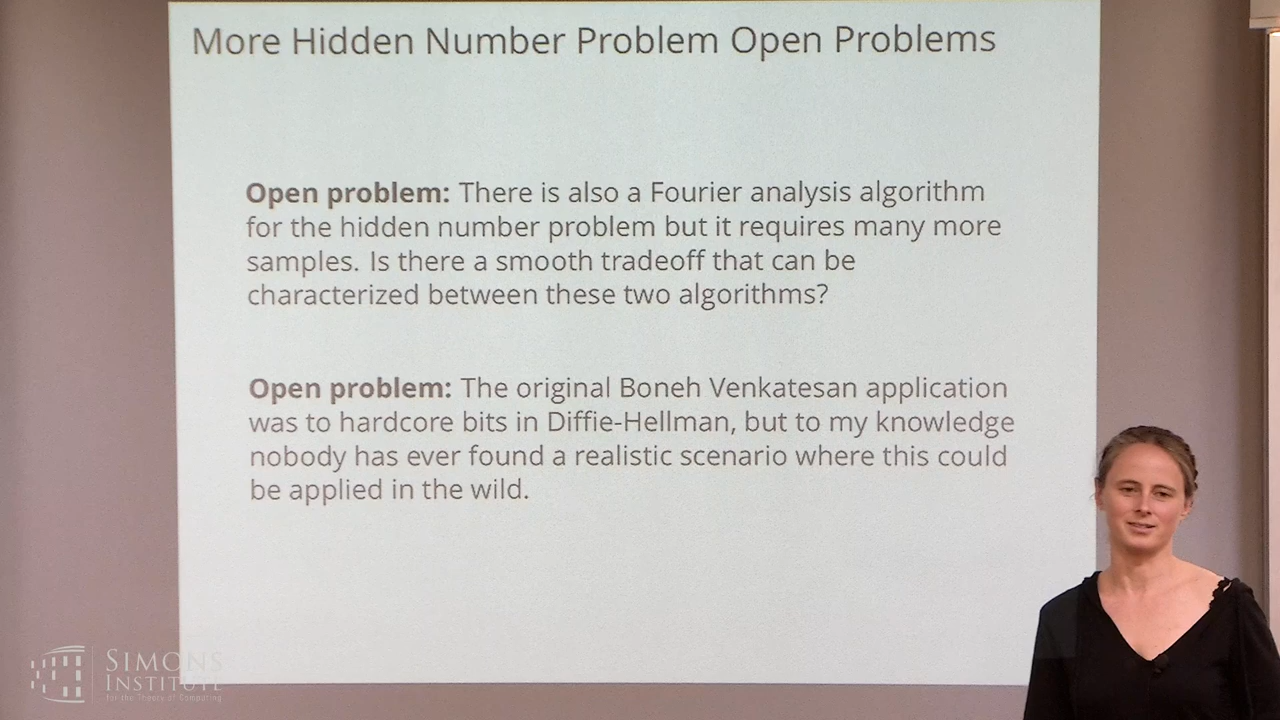 More Hidden Number Problem Open Problems
Open problem: There is also a Fourier analysis algorithm
for the hidden number problem but it requires many more
samples. Is there a smooth tradeoff that can be
characterized between these two algorithms?
Open problem: The original Boneh Venkatesan application
was to hardcore bits in Diffie-Hellman, but to my knowledge
nobody has ever found a realistic scenario where this could
be applied in the wild.
SIMONS
INSTITUTE
for the Theory of Computing